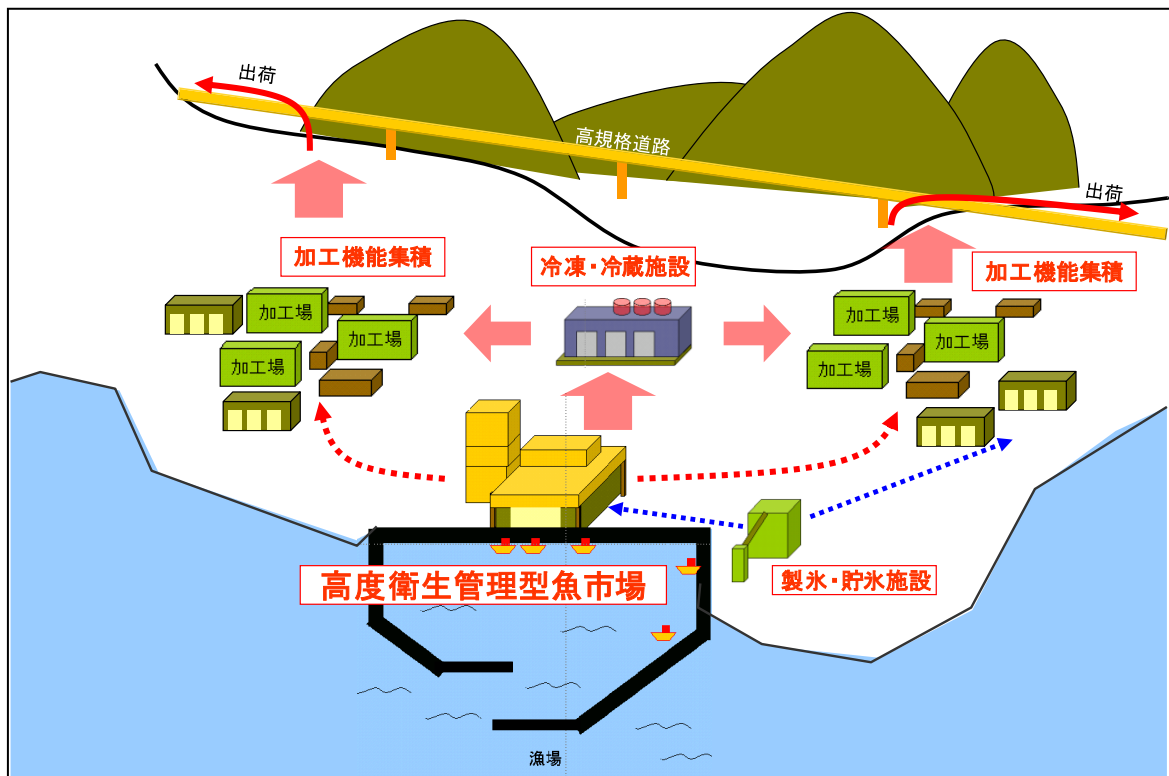 出荷
高規格道路
出荷
加工機能集積
冷凍・冷蔵施設
加工機能集積
加工場
加工場
加工場
加工場
加工場
加工場
高度衛生管理型魚市場
製氷・貯氷施設
漁場